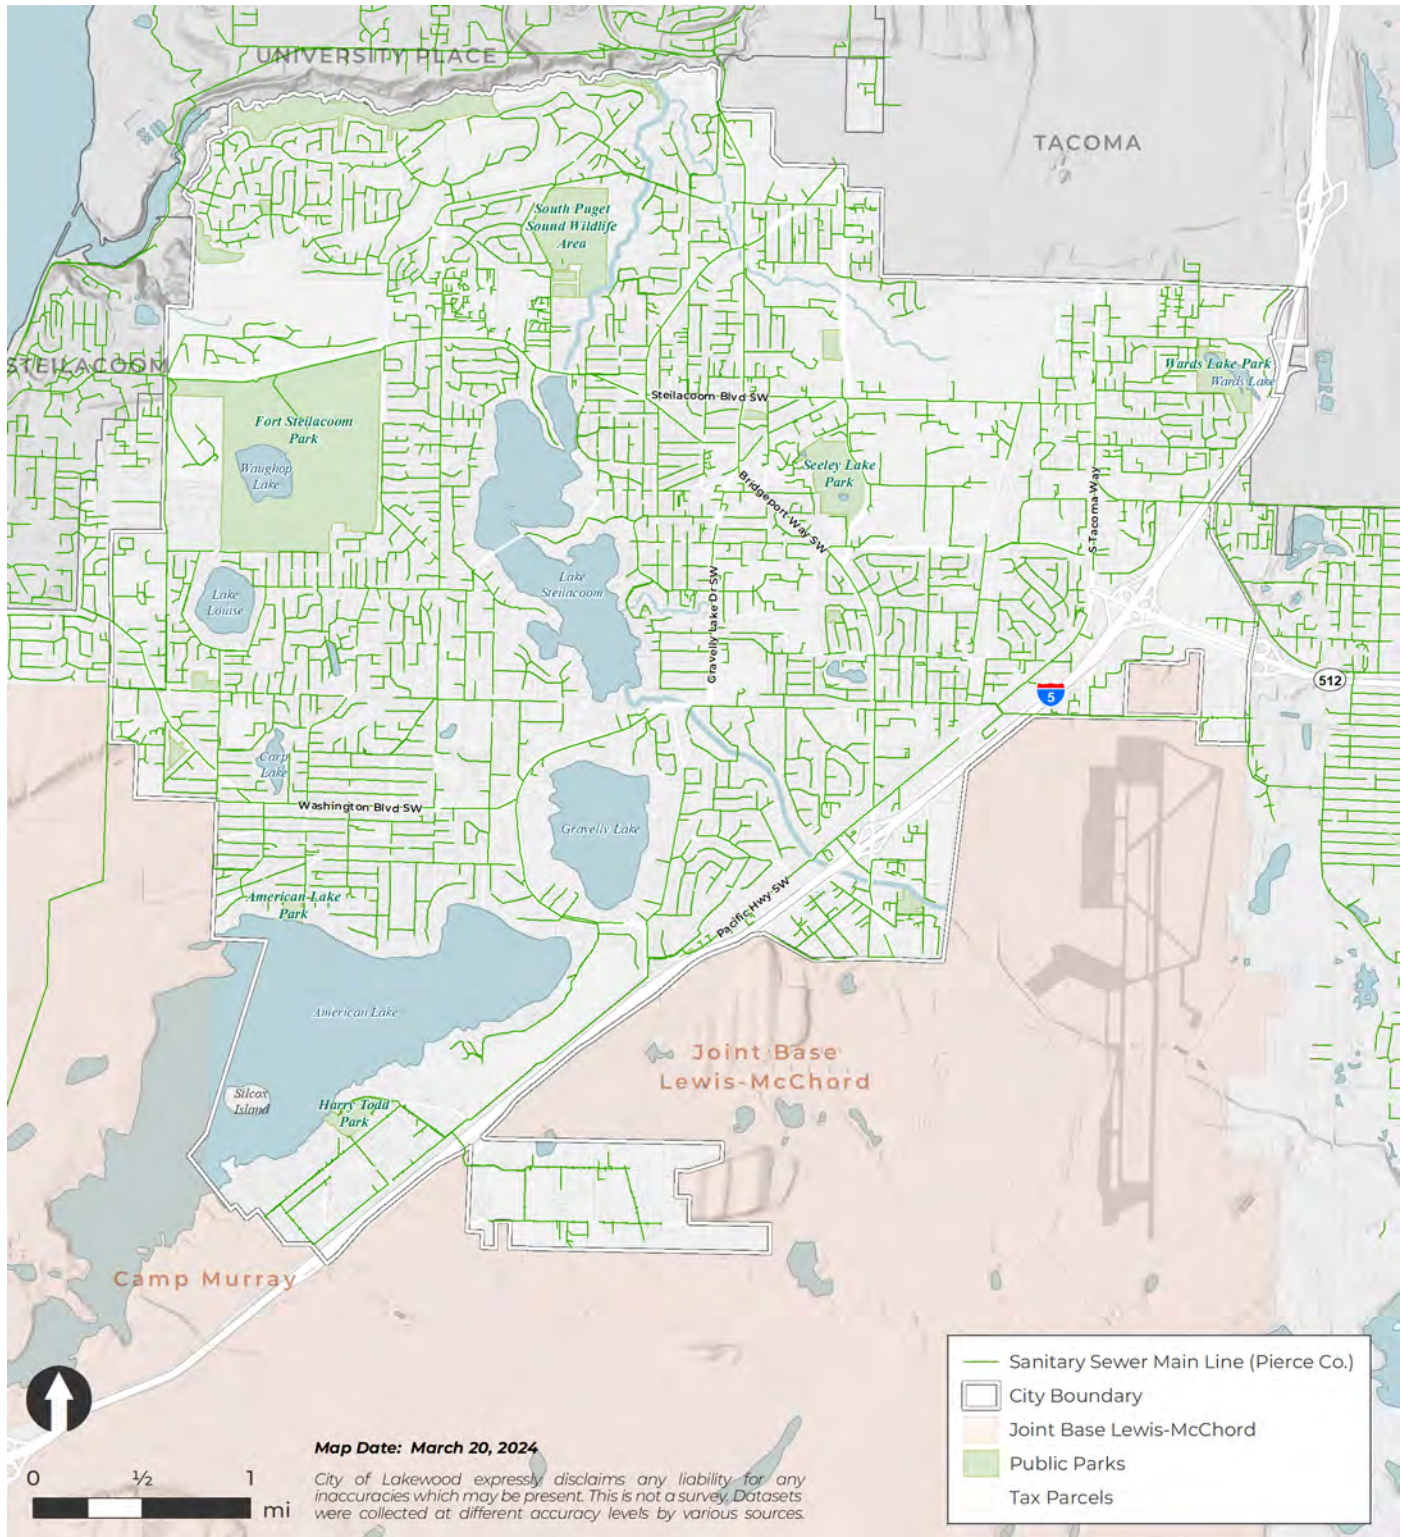 UNIVERSITY PLACE
TACOMA
South Puget
Sound Wildlife
Area
STEILACOOM
Wards Lake Park
Wards Lake
Steilacoom Blvd SW
Fort Steilacoom
Park
Waughop
Lake
Seeley Lake
Park
Bridgeport Way SW
S Tacoma Way
Lake
Steilacoom
Lake
Louise
Gravelly Lake Dr SW
512
5
Carp
Lake
Washington Blvd SW
Gravelly Lake
American Lake
Park
Pacific Hwy SW
American Lake
Joint Base
Lewis-McChord
Silcox
Island
Harry Todd
Park
Camp Murray
Sanitary Sewer Main Line (Pierce Co.)
City Boundary
Joint Base Lewis-McChord
Public Parks
Tax Parcels
Map Date: March 20, 2024
0 ½ 1
mi
City of Lakewood expressly disclaims any liability for any
inaccuracies which may be present. This is not a survey. Datasets
were collected at different accuracy levels by various sources.